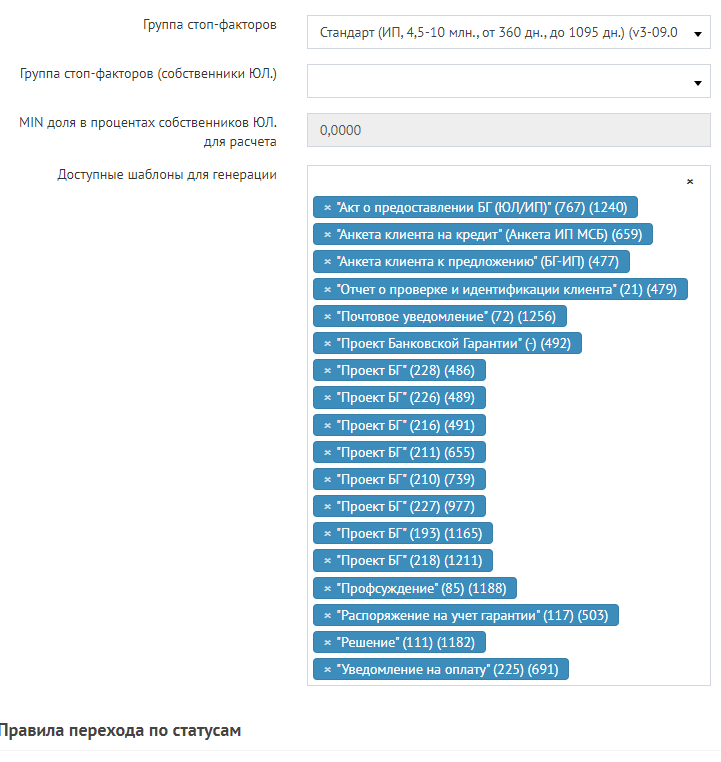 Группа стоп-факторов
Стандарт (ИП, 4,5-10 млн., от 360 дн., до 1095 дн.) (v3-09.0
Группа стоп-факторов (собственники ЮЛ.)
MIN доля в процентах собственников ЮЛ.
для расчета
0,0000
Доступные шаблоны для генерации
×
× "Акт о предоставлении БГ (ЮЛ/ИП)" (767) (1240)
× "Анкета клиента на кредит" (Анкета ИП МСБ) (659)
× "Анкета клиента к предложению" (БГ-ИП) (477)
× "Отчет о проверке и идентификации клиента" (21) (479)
× "Почтовое уведомление" (72) (1256)
× "Проект Банковской Гарантии" (-) (492)
× "Проект БГ" (228) (486)
× "Проект БГ" (226) (489)
× "Проект БГ" (216) (491)
× "Проект БГ" (211) (655)
× "Проект БГ" (210) (739)
× "Проект БГ" (227) (977)
× "Проект БГ" (193) (1165)
× "Проект БГ" (218) (1211)
× "Профсуждение" (85) (1188)
× "Распоряжение на учет гарантии" (117) (503)
× "Решение" (111) (1182)
× "Уведомление на оплату" (225) (691)
Правила перехода по статусам